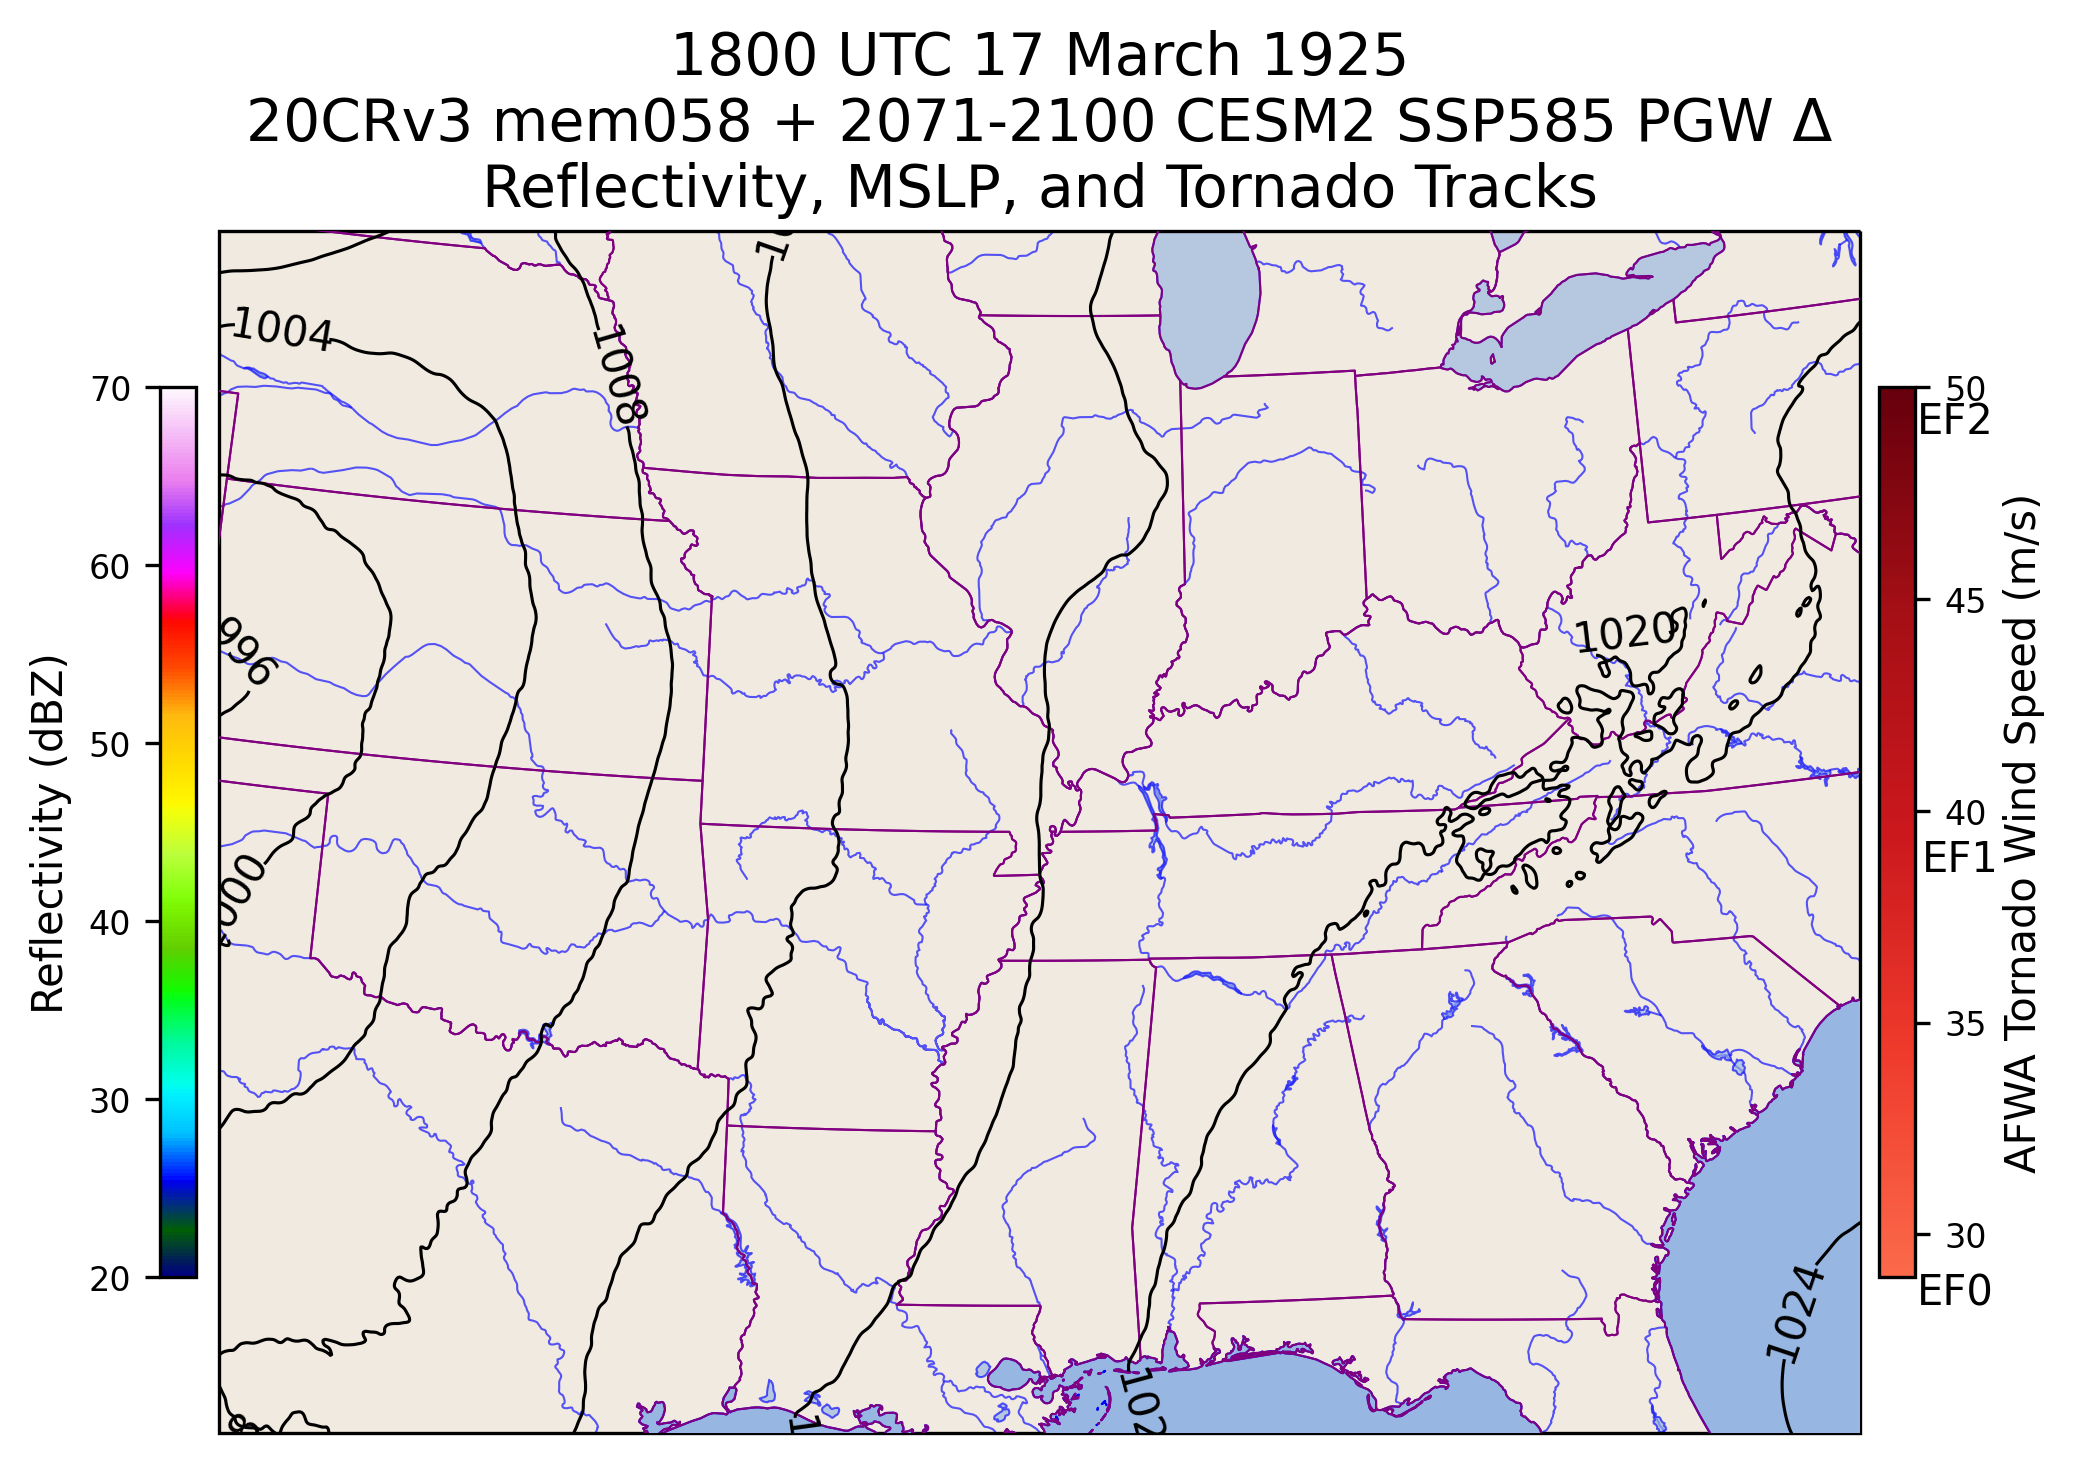 1800 UTC 17 March 1925
20CRv3 mem058 + 2071-2100 CESM2 SSP585 PGW Δ
Reflectivity, MSLP, and Tornado Tracks
1004
1008
996
1020
1024
70
60
50
40
30
20
Reflectivity (dBZ)
50
EF2
45
40
EF1
35
30
EF0
AFWA Tornado Wind Speed (m/s)